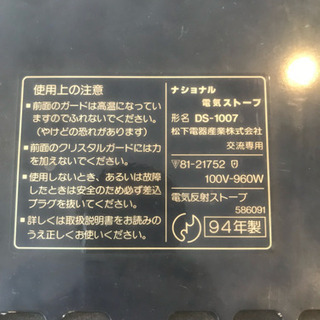 使用上の注意
■前面のガードは高温になってい
ますのでふれないでください。
(やけどの恐れがあります)
■前面のクリスタルガードには力
を加えないでください。
■使用しないとき、あるいは故障
したときは安全のため必ず差込
プラグを抜いてください。
■詳しくは取扱説明書をお読みの
うえ正しくお使いください。
ナショナル
電気ストーブ
形名 DS-1007
松下電器産業株式会社
交流専用
81-21752
100V-960W
電気反射ストーブ
586091
94年製